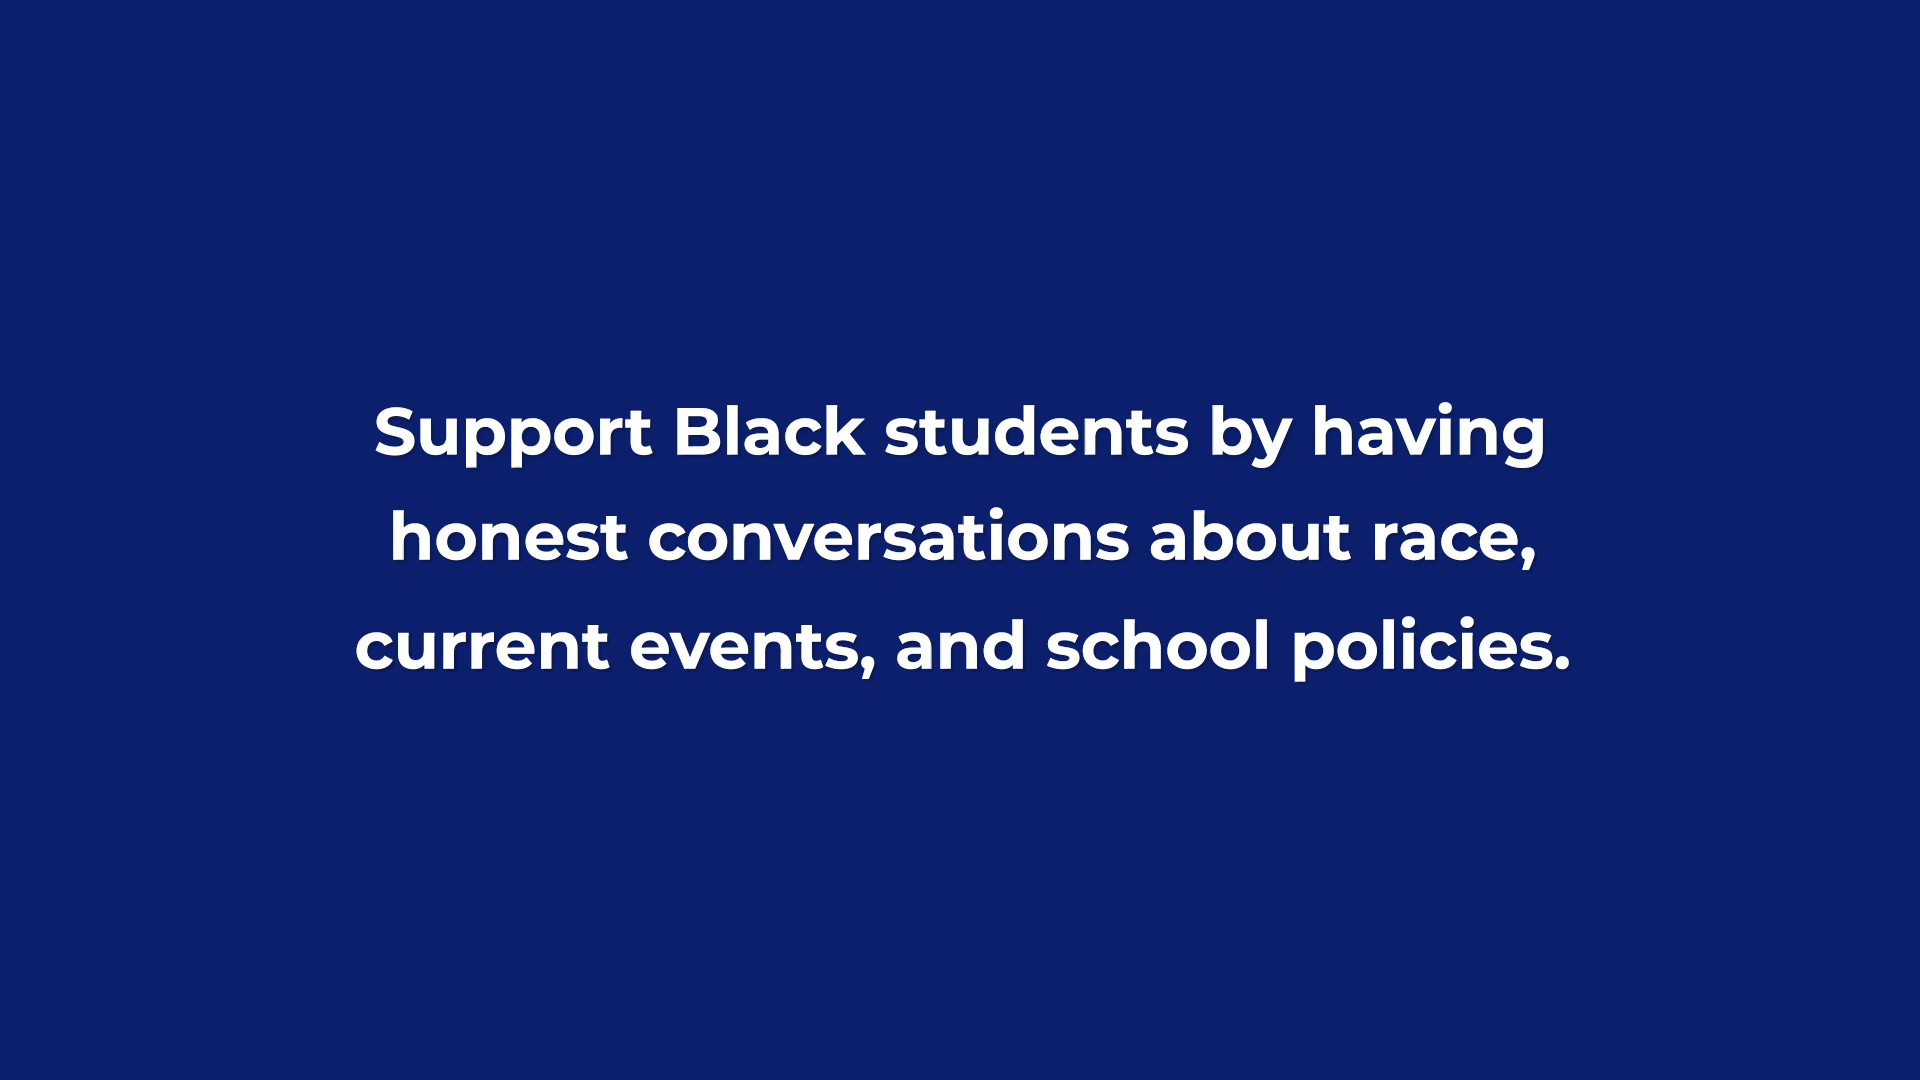 Support Black students by having
honest conversations about race,
current events, and school policies.